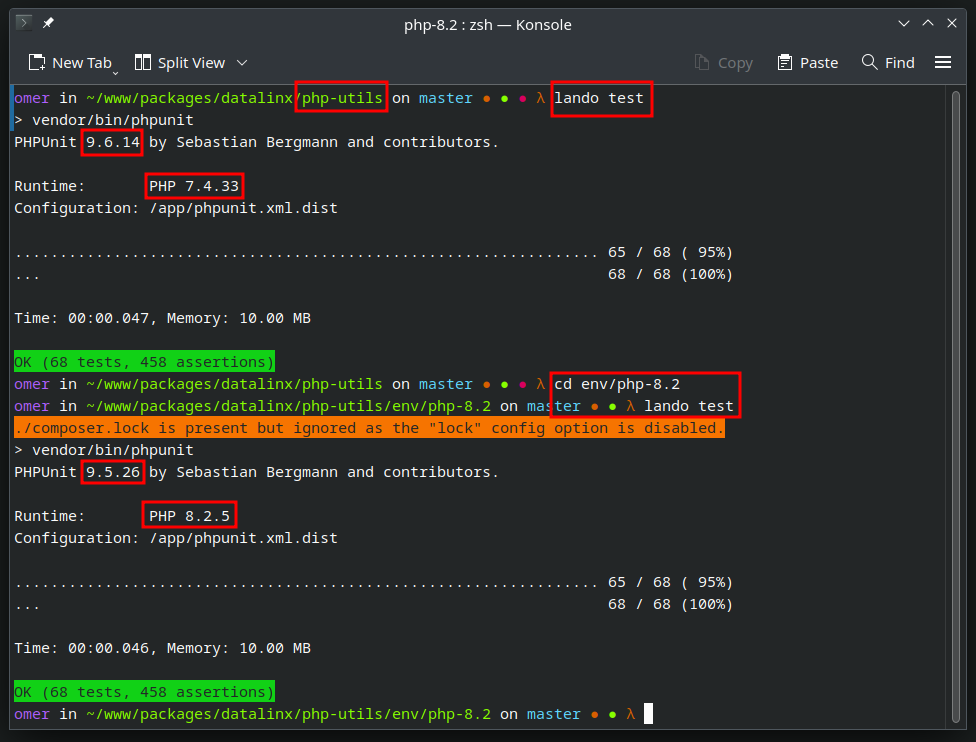 php-8.2 : zsh — Konsole
New Tab Split View Copy Paste Find
omer in ~/www/packages/datalinx/php-utils on master ● ● ● λ lando test
> vendor/bin/phpunit
PHPUnit 9.6.14 by Sebastian Bergmann and contributors.
Runtime: PHP 7.4.33
Configuration: /app/phpunit.xml.dist
................................................................. 65 / 68 ( 95%)
... 68 / 68 (100%)
Time: 00:00.047, Memory: 10.00 MB
OK (68 tests, 458 assertions)
omer in ~/www/packages/datalinx/php-utils on master ● ● ● λ cd env/php-8.2
omer in ~/www/packages/datalinx/php-utils/env/php-8.2 on master ● ● λ lando test
./composer.lock is present but ignored as the "lock" config option is disabled.
> vendor/bin/phpunit
PHPUnit 9.5.26 by Sebastian Bergmann and contributors.
Runtime: PHP 8.2.5
Configuration: /app/phpunit.xml.dist
................................................................. 65 / 68 ( 95%)
... 68 / 68 (100%)
Time: 00:00.046, Memory: 10.00 MB
OK (68 tests, 458 assertions)
omer in ~/www/packages/datalinx/php-utils/env/php-8.2 on master ● ● λ